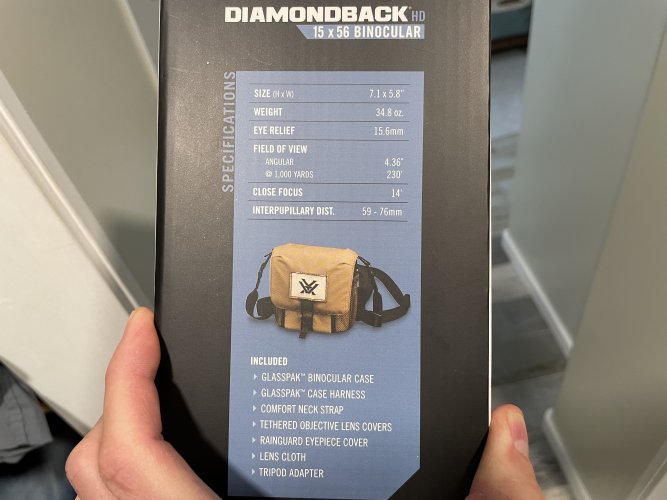 DIAMONDBACK® HD
15 x 56 BINOCULAR
SPECIFICATIONS
SIZE (H x W) 7.1 x 5.8"
WEIGHT 34.8 oz.
EYE RELIEF 15.6mm
FIELD OF VIEW
ANGULAR 4.36°
@ 1,000 YARDS 230'
CLOSE FOCUS 14'
INTERPUPILLARY DIST. 59 - 76mm
INCLUDED
▸ GLASSPAK™ BINOCULAR CASE
▸ GLASSPAK™ CASE HARNESS
▸ COMFORT NECK STRAP
▸ TETHERED OBJECTIVE LENS COVERS
▸ RAINGUARD EYEPIECE COVER
▸ LENS CLOTH
▸ TRIPOD ADAPTER